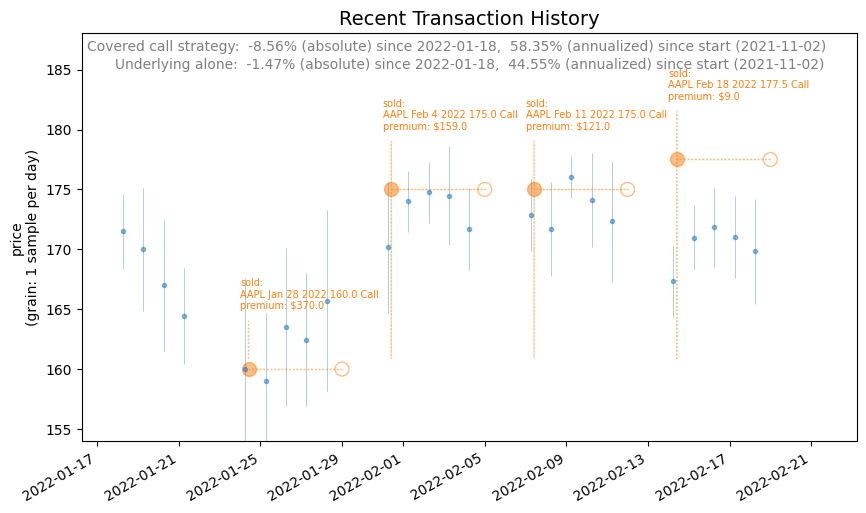 Recent Transaction History
Covered call strategy:  -8.56% (absolute) since 2022-01-18,  58.35% (annualized) since start (2021-11-02)
Underlying alone:  -1.47% (absolute) since 2022-01-18,  44.55% (annualized) since start (2021-11-02)
sold:
AAPL Feb 18 2022 177.5 Call
premium: $9.0
sold:
AAPL Feb 4 2022 175.0 Call
premium: $159.0
sold:
AAPL Feb 11 2022 175.0 Call
premium: $121.0
sold:
AAPL Jan 28 2022 160.0 Call
premium: $370.0
price
(grain: 1 sample per day)
185
180
175
170
165
160
155
2022-01-17
2022-01-21
2022-01-25
2022-01-29
2022-02-01
2022-02-05
2022-02-09
2022-02-13
2022-02-17
2022-02-21